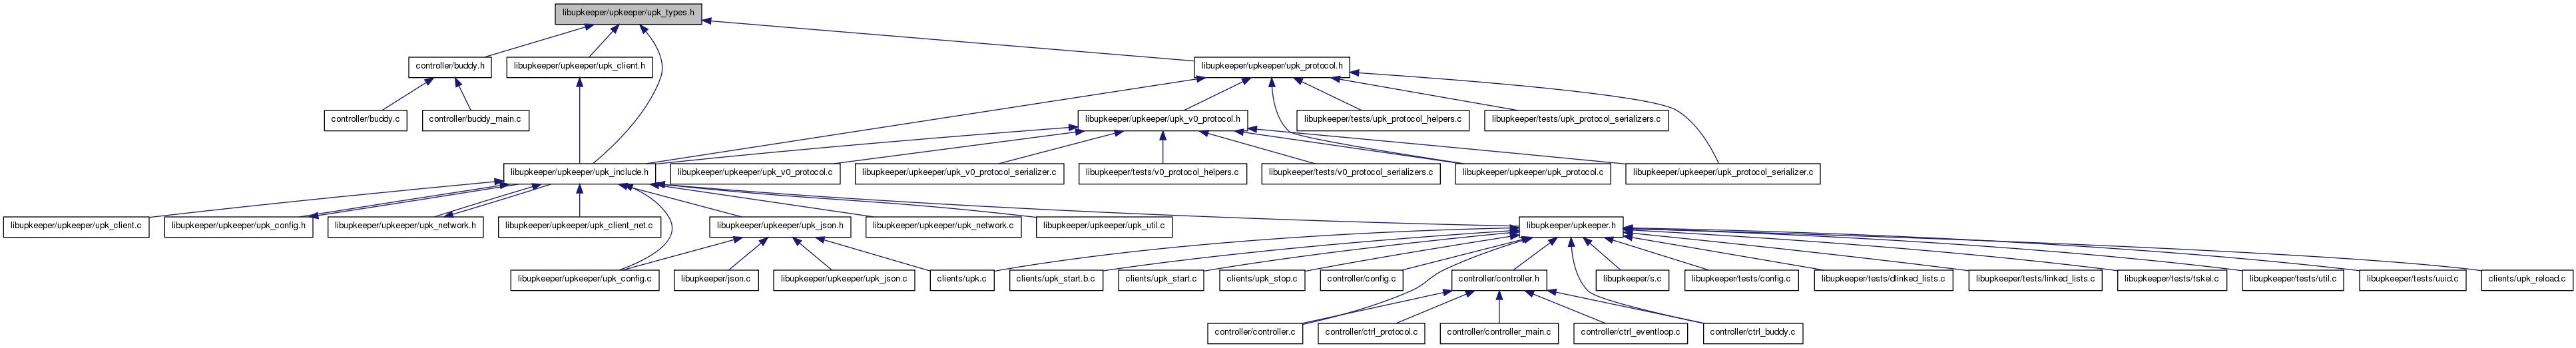 libupkeeper/upkeeper/upk_types.h
controller/buddy.h
libupkeeper/upkeeper/upk_client.h
libupkeeper/upkeeper/upk_protocol.h
controller/buddy.c
controller/buddy_main.c
libupkeeper/upkeeper/upk_v0_protocol.h
libupkeeper/tests/upk_protocol_helpers.c
libupkeeper/tests/upk_protocol_serializers.c
libupkeeper/upkeeper/upk_include.h
libupkeeper/upkeeper/upk_v0_protocol.c
libupkeeper/upkeeper/upk_v0_protocol_serializer.c
libupkeeper/tests/v0_protocol_helpers.c
libupkeeper/tests/v0_protocol_serializers.c
libupkeeper/upkeeper/upk_protocol.c
libupkeeper/upkeeper/upk_protocol_serializer.c
libupkeeper/upkeeper/upk_client.c
libupkeeper/upkeeper/upk_config.h
libupkeeper/upkeeper/upk_network.h
libupkeeper/upkeeper/upk_client_net.c
libupkeeper/upkeeper/upk_json.h
libupkeeper/upkeeper/upk_network.c
libupkeeper/upkeeper/upk_util.c
libupkeeper/upkeeper.h
libupkeeper/upkeeper/upk_config.c
libupkeeper/json.c
libupkeeper/upkeeper/upk_json.c
clients/upk.c
clients/upk_start.b.c
clients/upk_start.c
clients/upk_stop.c
controller/config.c
controller/controller.h
libupkeeper/s.c
libupkeeper/tests/config.c
libupkeeper/tests/dlinked_lists.c
libupkeeper/tests/linked_lists.c
libupkeeper/tests/tskel.c
libupkeeper/tests/util.c
libupkeeper/tests/uuid.c
clients/upk_reload.c
controller/controller.c
controller/ctrl_protocol.c
controller/controller_main.c
controller/ctrl_eventloop.c
controller/ctrl_buddy.c